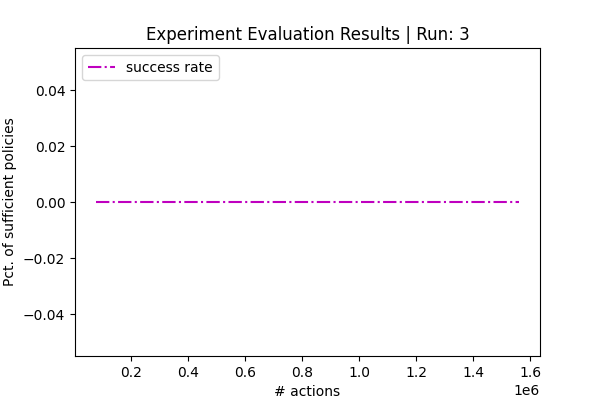 Experiment Evaluation Results | Run: 3
success rate
Pct. of sufficient policies
0.04
0.02
0.00
−0.02
−0.04
0.2 0.4 0.6 0.8 1.0 1.2 1.4 1.6
1e6
# actions